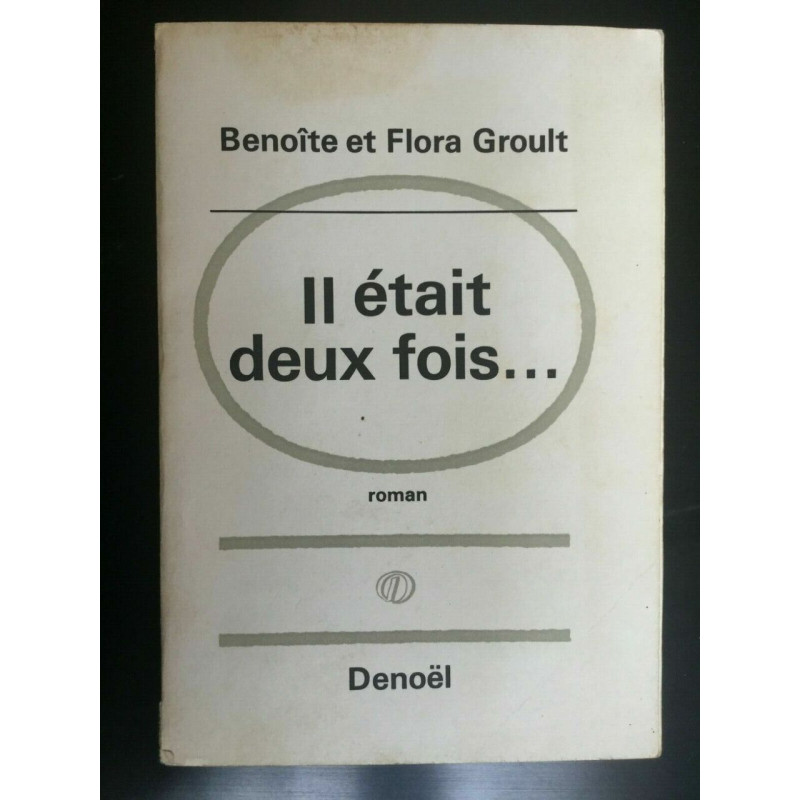 Benoîte et Flora Groult
Il était
deux fois...
roman
Denoël